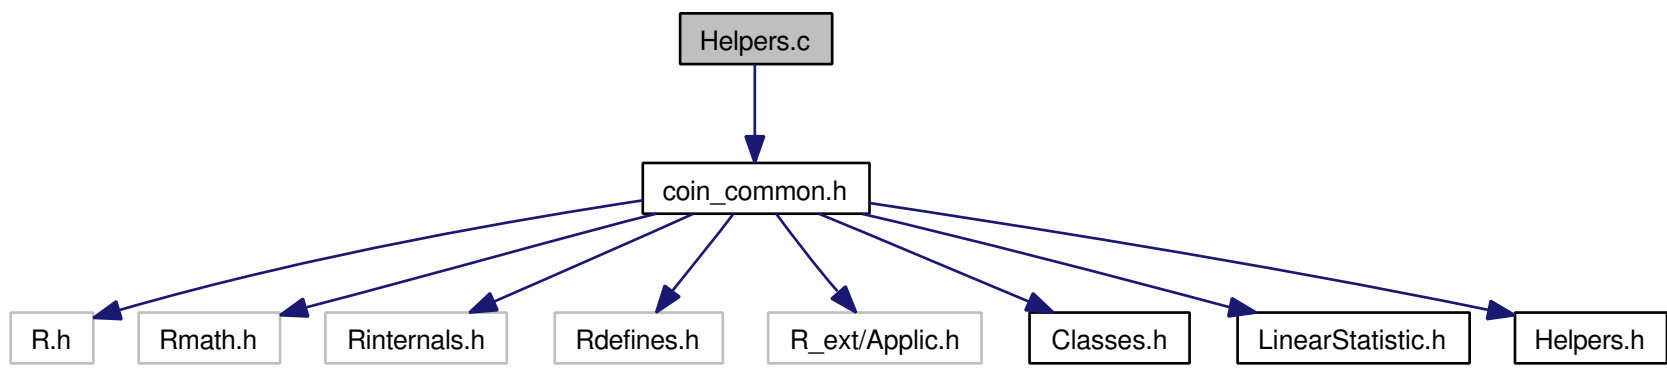 Helpers.c
coin_common.h
R.h
Rmath.h
Rinternals.h
Rdefines.h
R_ext/Applic.h
Classes.h
LinearStatistic.h
Helpers.h